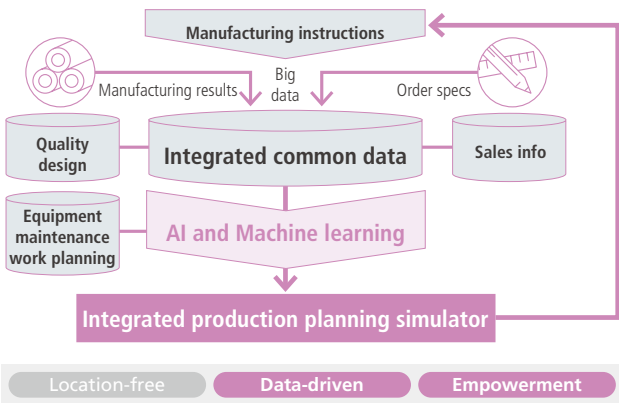 Manufacturing instructions
Manufacturing results
Big
data
Order specs
Quality
design
Integrated common data
Sales info
Equipment
maintenance
work planning
AI and Machine learning
Integrated production planning simulator
Location-free
Data-driven
Empowerment